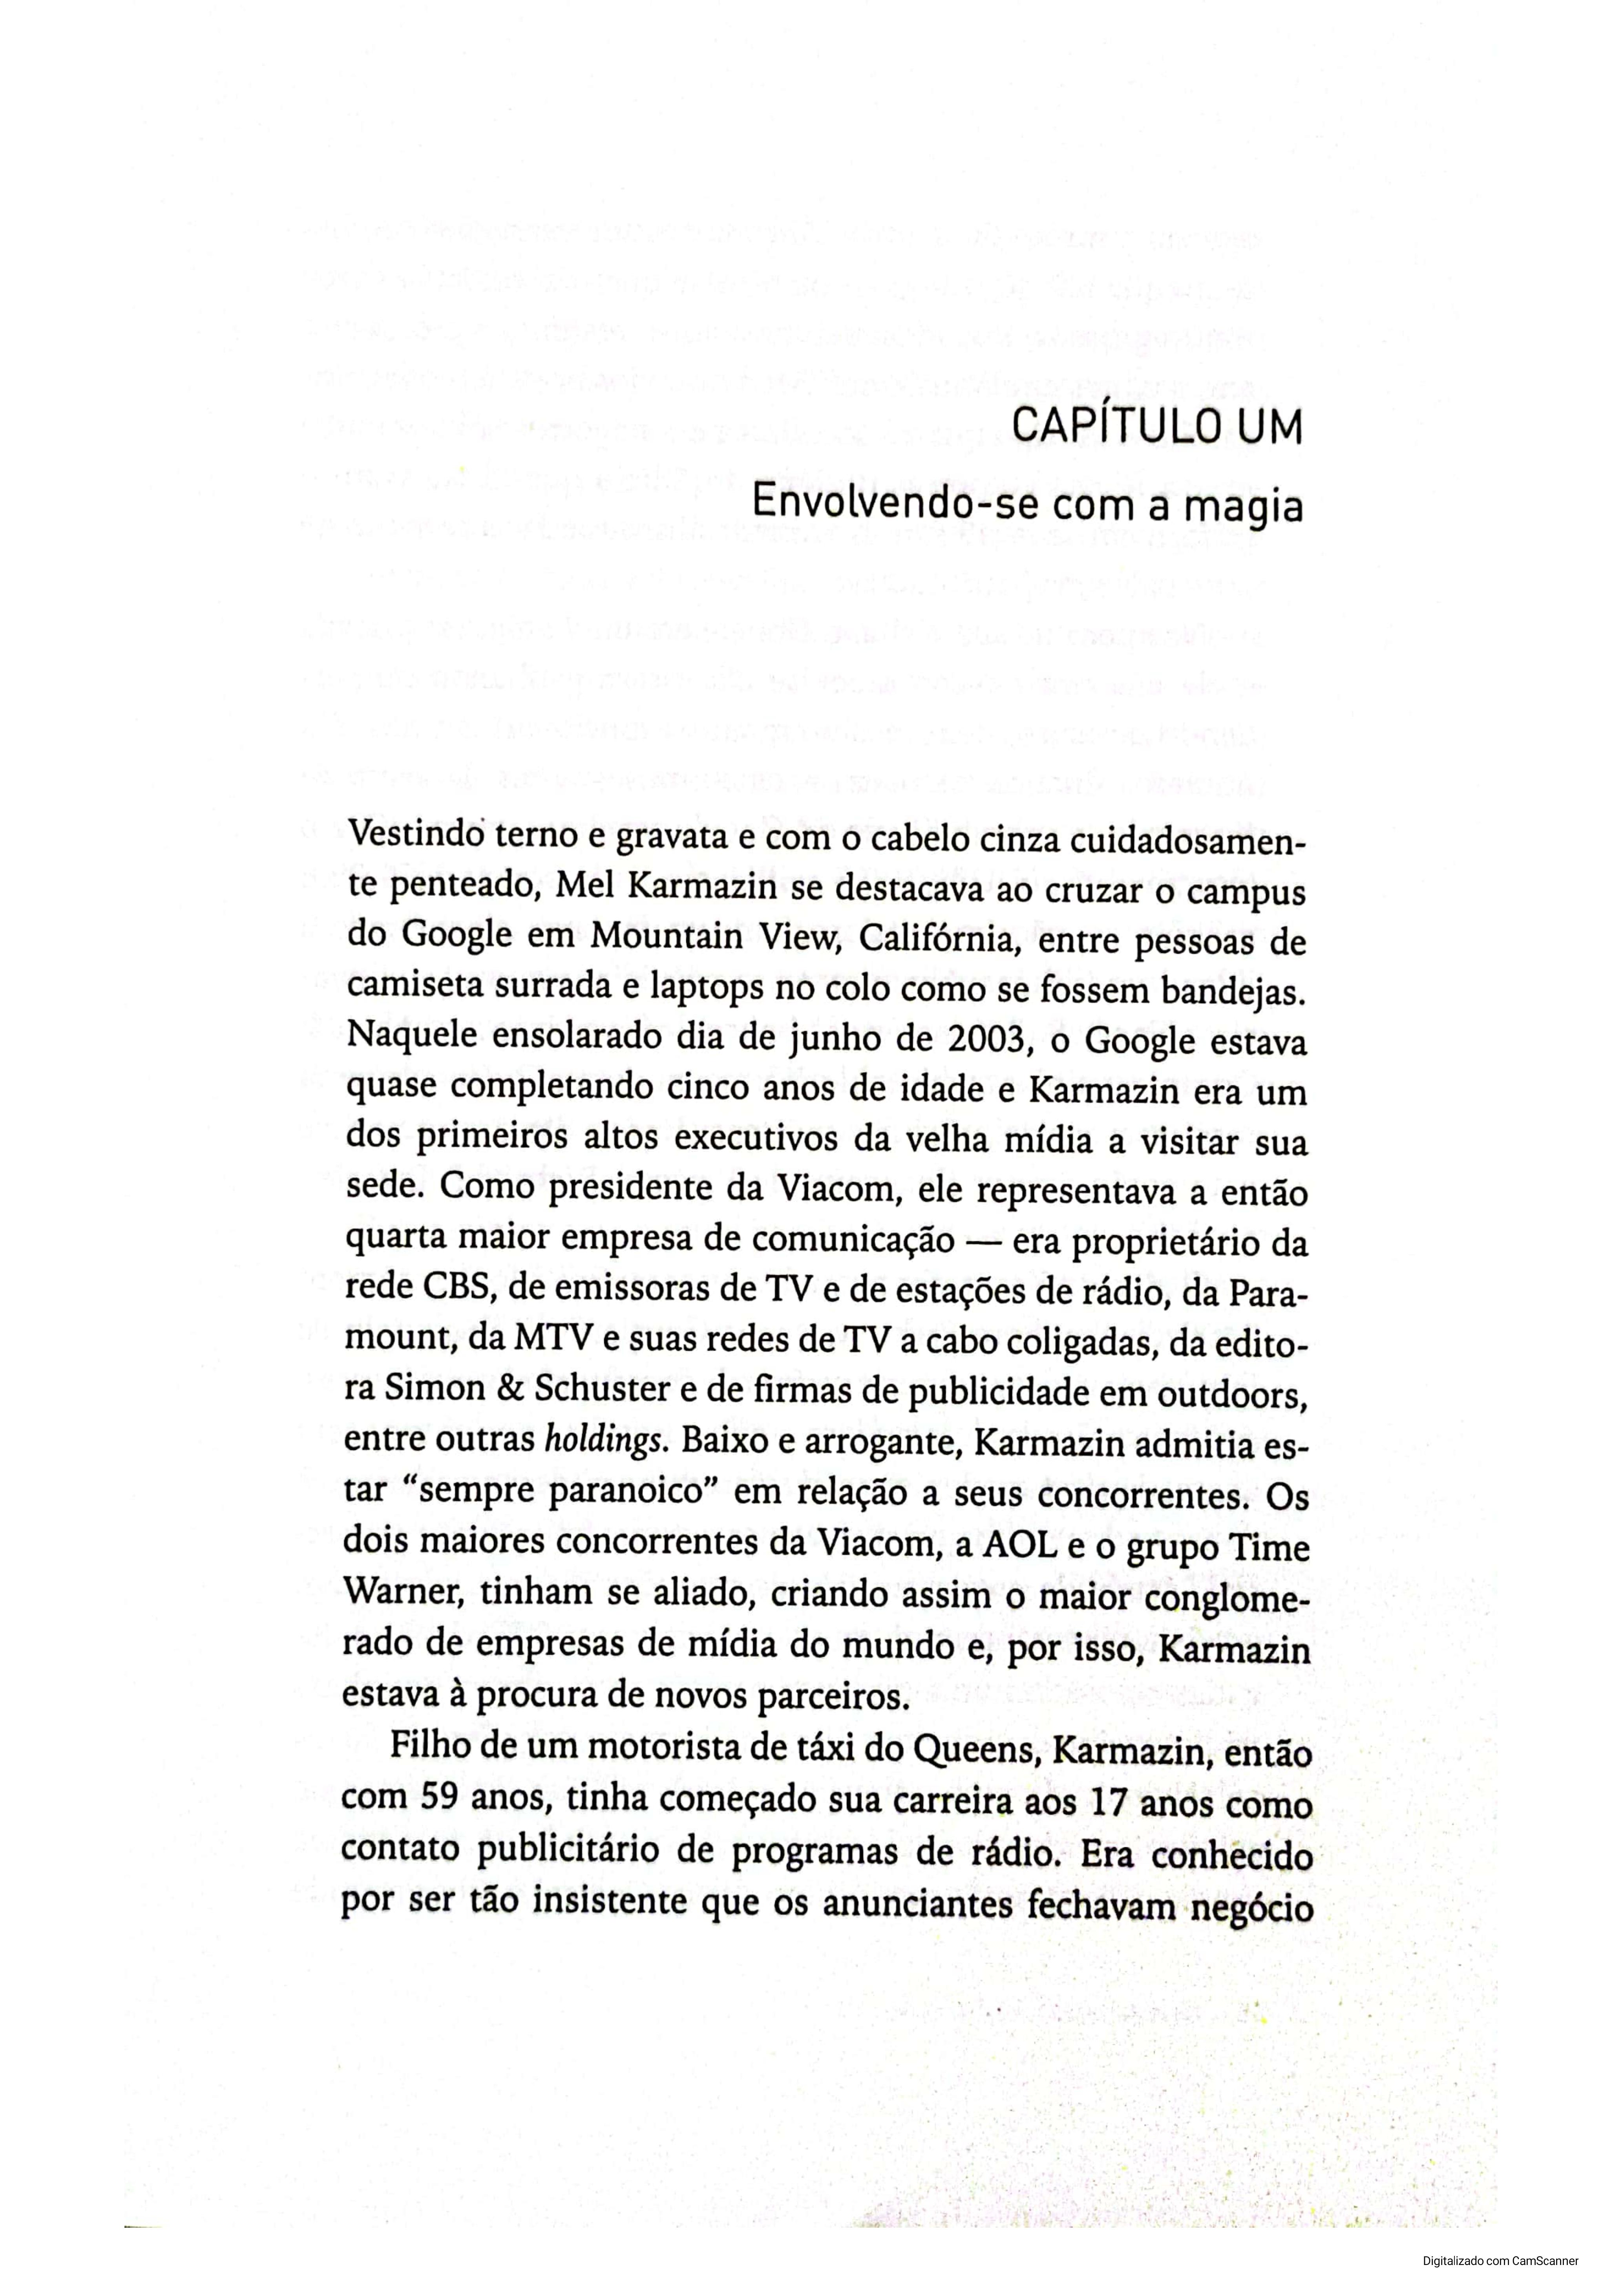 CAPÍTULO UM
Envolvendo-se com a magia
Vestindo terno e gravata e com o cabelo cinza cuidadosamen-
te penteado, Mel Karmazin se destacava ao cruzar o campus
do Google em Mountain View, Califórnia, entre pessoas de
camiseta surrada e laptops no colo como se fossem bandejas.
Naquele ensolarado dia de junho de 2003, o Google estava
quase completando cinco anos de idade e Karmazin era um
dos primeiros altos executivos da velha mídia a visitar sua
sede. Como presidente da Viacom, ele representava a então
quarta maior empresa de comunicação — era proprietário da
rede CBS, de emissoras de TV e de estações de rádio, da Para-
mount, da MTV e suas redes de TV a cabo coligadas, da edito-
ra Simon & Schuster e de firmas de publicidade em outdoors,
entre outras holdings. Baixo e arrogante, Karmazin admitia es-
tar “sempre paranoico” em relação a seus concorrentes. Os
dois maiores concorrentes da Viacom, a AOL e o grupo Time
Warner, tinham se aliado, criando assim o maior conglome-
rado de empresas de mídia do mundo e, por isso, Karmazin
estava à procura de novos parceiros.
Filho de um motorista de táxi do Queens, Karmazin, então
com 59 anos, tinha começado sua carreira aos 17 anos como
contato publicitário de programas de rádio. Era conhecido
por ser tão insistente que os anunciantes fechavam negócio
Digitalizado com CamScanner